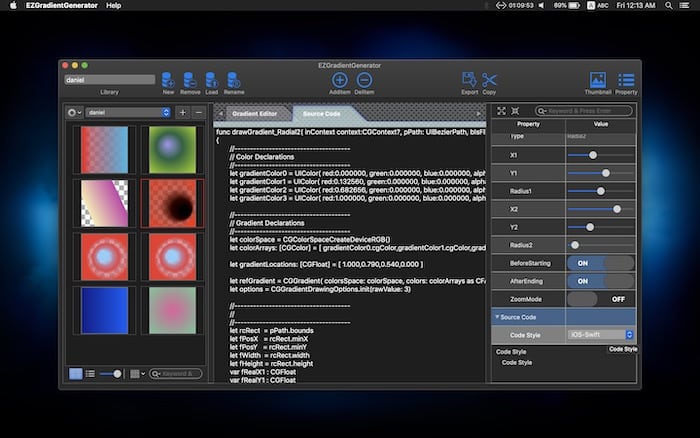 EZGradientGenerator Help
01:09:53 69% A ABC Fri 12:13 AM
EZGradientGenerator
daniel
Library
New Remove Load Rename
AddItem DelItem
Export Copy
Thumbnail Property
daniel
Gradient Editor Source Code
Keyword & Press Enter
Property Value
Type Radial2
X1
Y1
Radius1
X2
Y2
Radius2
BeforeStarting ON
AfterEnding ON
ZoomMode OFF
Source Code
Code Style iOS-Swift
Code Style
Code Style
Code Style
func drawGradient_Radial2( inContext context:CGContext?, pPath: UIBezierPath, bIsFl
{
//----------------------------------------
// Color Declarations
//----------------------------------------
let gradientColor0 = UIColor( red:0.000000, green:0.000000, blue:0.000000, alph
let gradientColor1 = UIColor( red:0.132560, green:0.000000, blue:0.000000, alph
let gradientColor2 = UIColor( red:0.682656, green:0.000000, blue:0.000000, alph
let gradientColor3 = UIColor( red:1.000000, green:0.000000, blue:0.000000, alph
//----------------------------------------
// Gradient Declarations
//----------------------------------------
let colorSpace = CGColorSpaceCreateDeviceRGB()
let colorArrays: [CGColor] = [ gradientColor0.cgColor,gradientColor1.cgColor,grad
let gradientLocations: [CGFloat] = [ 1.000,0.790,0.540,0.000 ]
let refGradient = CGGradient( colorsSpace: colorSpace, colors: colorArrays as CFA
let options = CGGradientDrawingOptions.init(rawValue: 3)
//----------------------------------------
//
//----------------------------------------
let rcRect = pPath.bounds
let fPosX = rcRect.minX
let fPosY = rcRect.minY
let fWidth = rcRect.width
let fHeight = rcRect.height
var fRealX1 : CGFloat
var fRealY1 : CGFloat
Keyword &